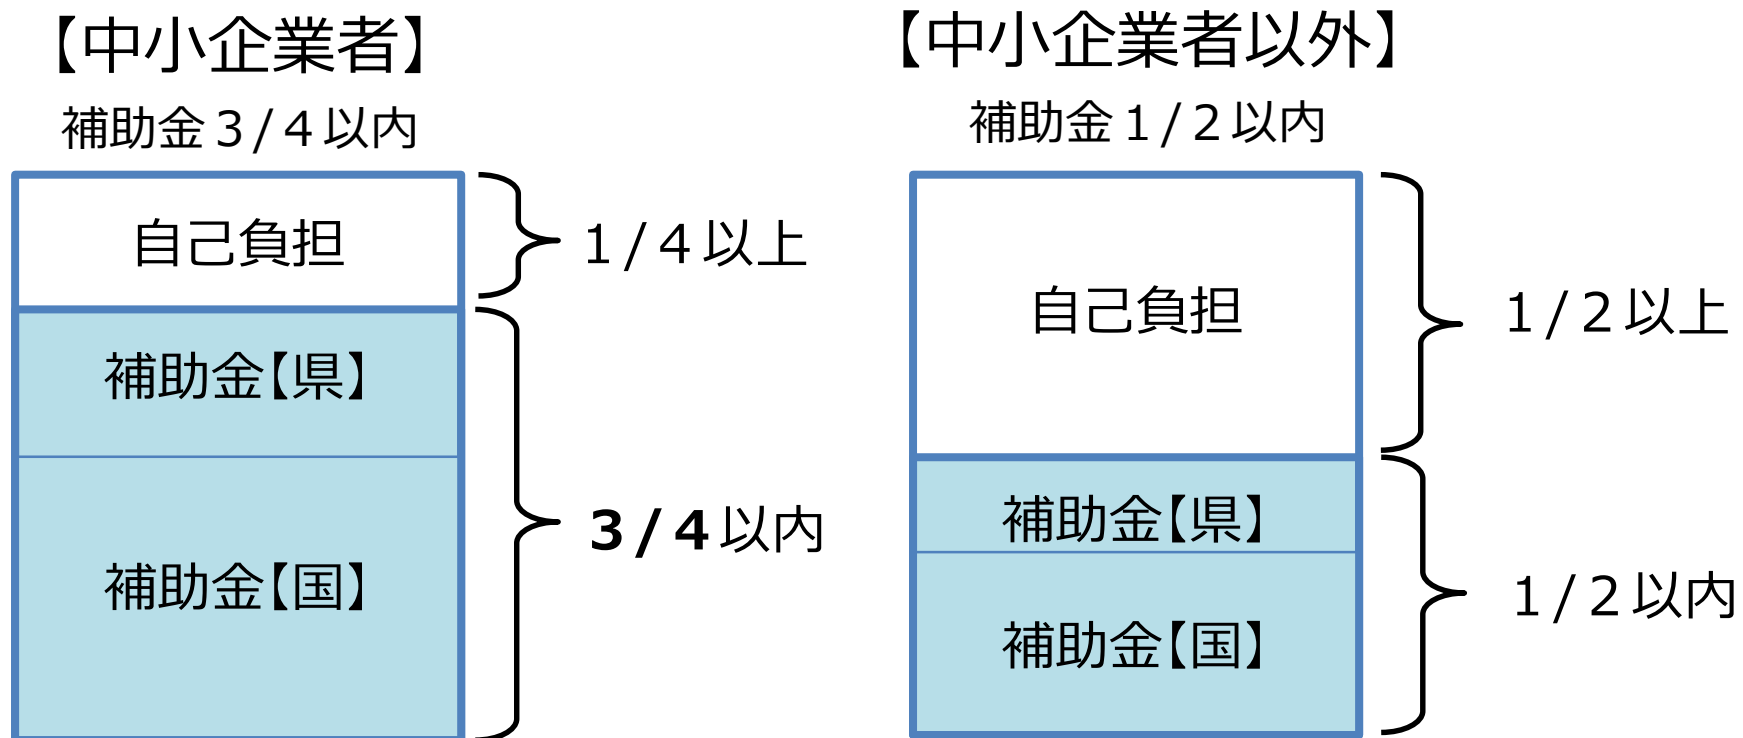 【中小企業者】
補助金3/4以内
自己負担
1/4以上
補助金【県】
補助金【国】
3/4以内
【中小企業者以外】
補助金1/2以内
自己負担
1/2以上
補助金【県】
補助金【国】
1/2以内